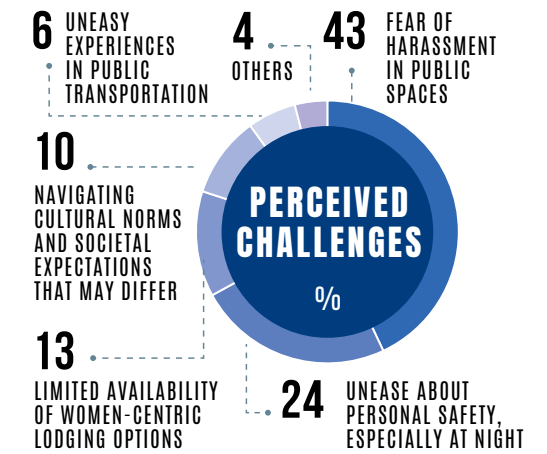 6
UNEASY
EXPERIENCES
IN PUBLIC
TRANSPORTATION
4
OTHERS
43
FEAR OF
HARASSMENT
IN PUBLIC
SPACES
10
NAVIGATING
CULTURAL NORMS
AND SOCIETAL
EXPECTATIONS
THAT MAY DIFFER
PERCEIVED
CHALLENGES
%
13
LIMITED AVAILABILITY
OF WOMEN-CENTRIC
LODGING OPTIONS
24
UNEASE ABOUT
PERSONAL SAFETY,
ESPECIALLY AT NIGHT